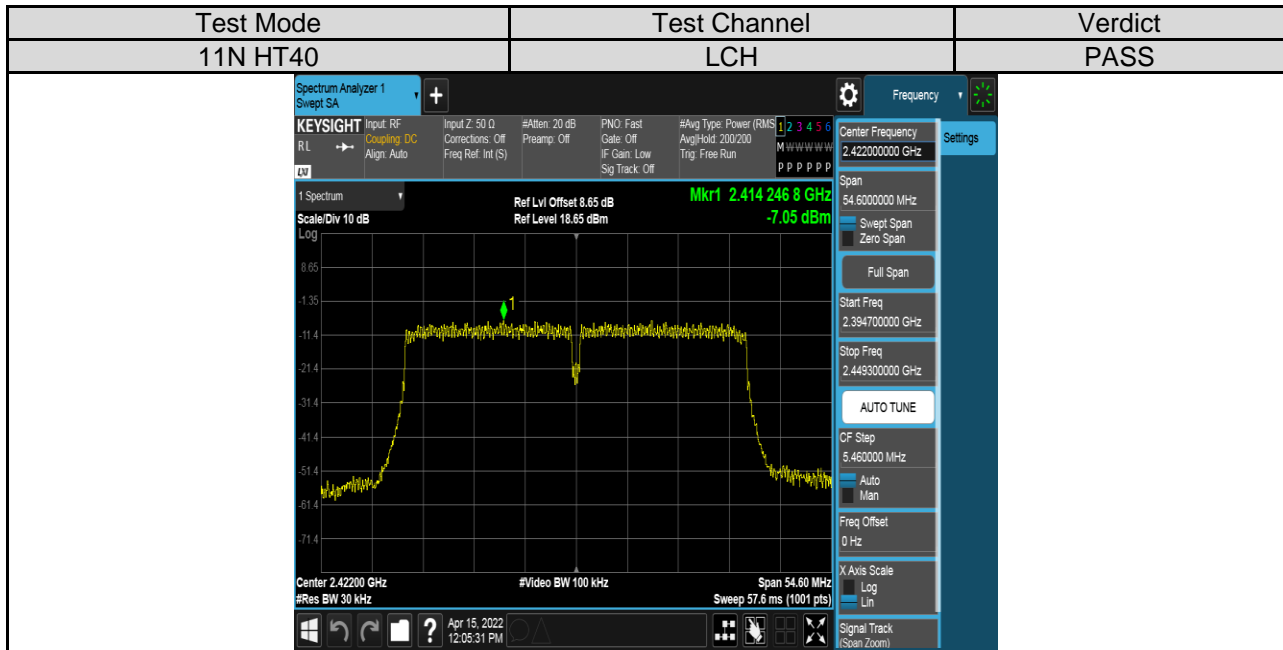 Test Mode Test Channel Verdict
11N HT40 LCH PASS
Spectrum Analyzer 1
Swept SA
+
Frequency
KEYSIGHT
RL
LXI
Input: RF
Coupling: DC
Align: Auto
Input Z: 50 Ω
Corrections: Off
Freq Ref: Int (S)
#Atten: 20 dB
Preamp: Off
PNO: Fast
Gate: Off
IF Gain: Low
Sig Track: Off
#Avg Type: Power (RMS
Avg|Hold: 200/200
Trig: Free Run
1 2 3 4 5 6
M W W W W W
P P P P P P
1 Spectrum
Scale/Div 10 dB
Log
Ref Lvl Offset 8.65 dB
Ref Level 18.65 dBm
Mkr1 2.414 246 8 GHz
-7.05 dBm
8.65
-1.35
-11.4
-21.4
-31.4
-41.4
-51.4
-61.4
-71.4
1
Center 2.42200 GHz
#Res BW 30 kHz
#Video BW 100 kHz
Span 54.60 MHz
Sweep 57.6 ms (1001 pts)
?
Apr 15, 2022
12:05:31 PM
Center Frequency
2.422000000 GHz
Settings
Span
54.6000000 MHz
Swept Span
Zero Span
Full Span
Start Freq
2.394700000 GHz
Stop Freq
2.449300000 GHz
AUTO TUNE
CF Step
5.460000 MHz
Auto
Man
Freq Offset
0 Hz
X Axis Scale
Log
Lin
Signal Track
(Span Zoom)